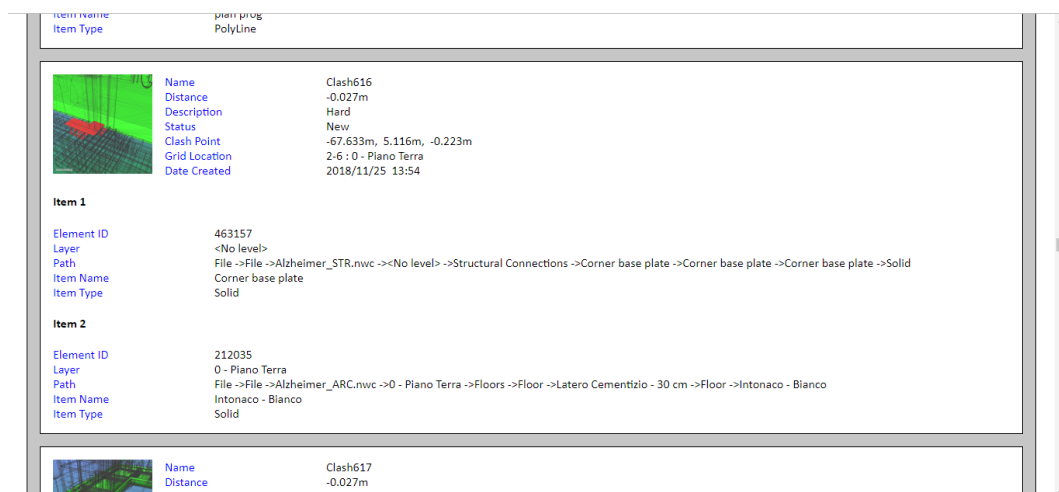 Item Name plan prog
Item Type PolyLine
Name Clash616
Distance -0.027m
Description Hard
Status New
Clash Point -67.633m, 5.116m, -0.223m
Grid Location 2-6 : 0 - Piano Terra
Date Created 2018/11/25 13:54
Item 1
Element ID 463157
Layer <No level>
Path File ->File ->Alzheimer_STR.nwc -><No level> ->Structural Connections ->Corner base plate ->Corner base plate ->Corner base plate ->Solid
Item Name Corner base plate
Item Type Solid
Item 2
Element ID 212035
Layer 0 - Piano Terra
Path File ->File ->Alzheimer_ARC.nwc ->0 - Piano Terra ->Floors ->Floor ->Latero Cementizio - 30 cm ->Floor ->Intonaco - Bianco
Item Name Intonaco - Bianco
Item Type Solid
Name Clash617
Distance -0.027m